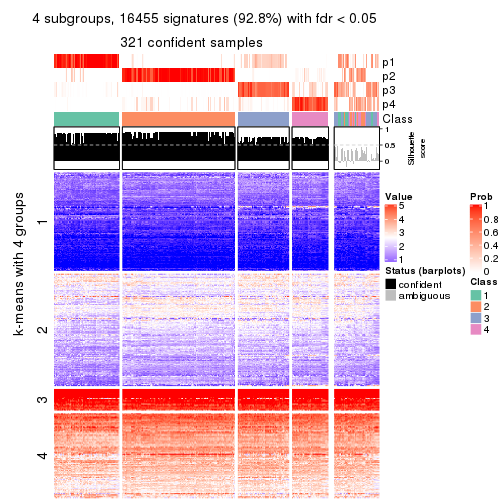 4 subgroups, 16455 signatures (92.8%) with fdr < 0.05
321 confident samples
p1
p2
p3
p4
Class
1
0.5
0
Silhouette
score
k-means with 4 groups
1
2
3
4
Value
5
4
3
2
1
Status (barplots)
confident
ambiguous
Prob
1
0.8
0.6
0.4
0.2
0
Class
1
2
3
4